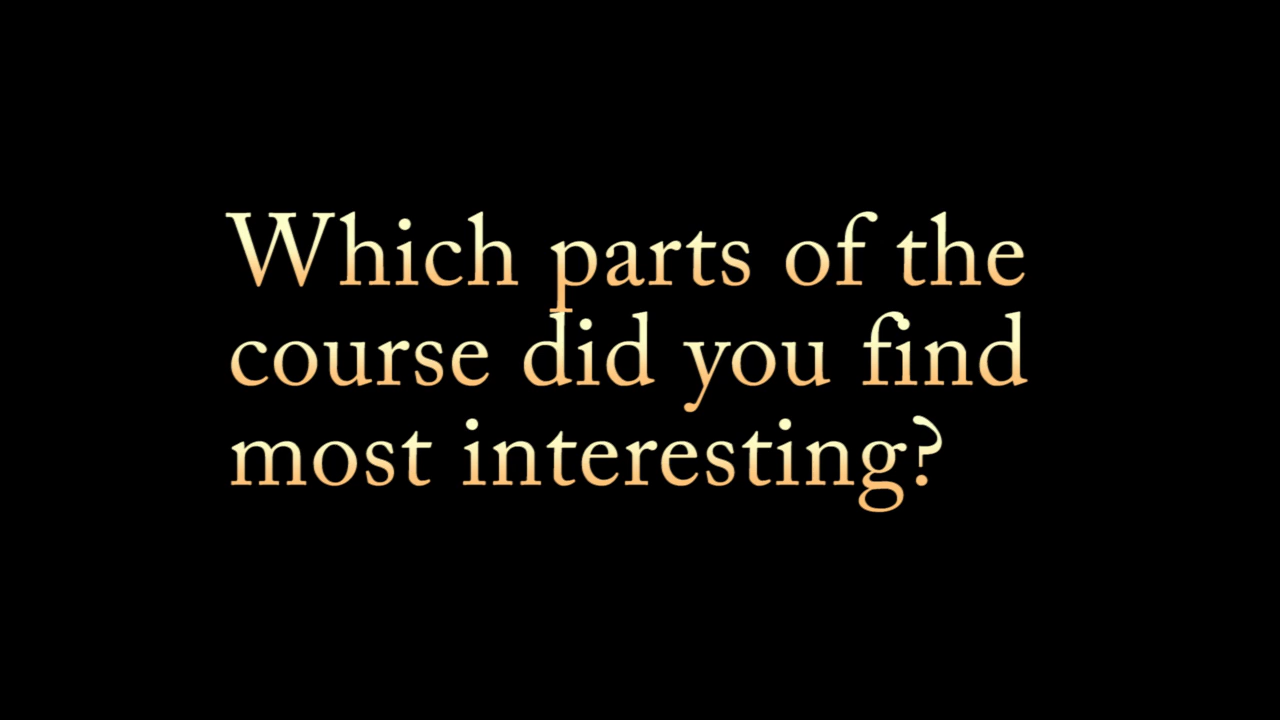 Which parts of the
course did you find
most interesting?